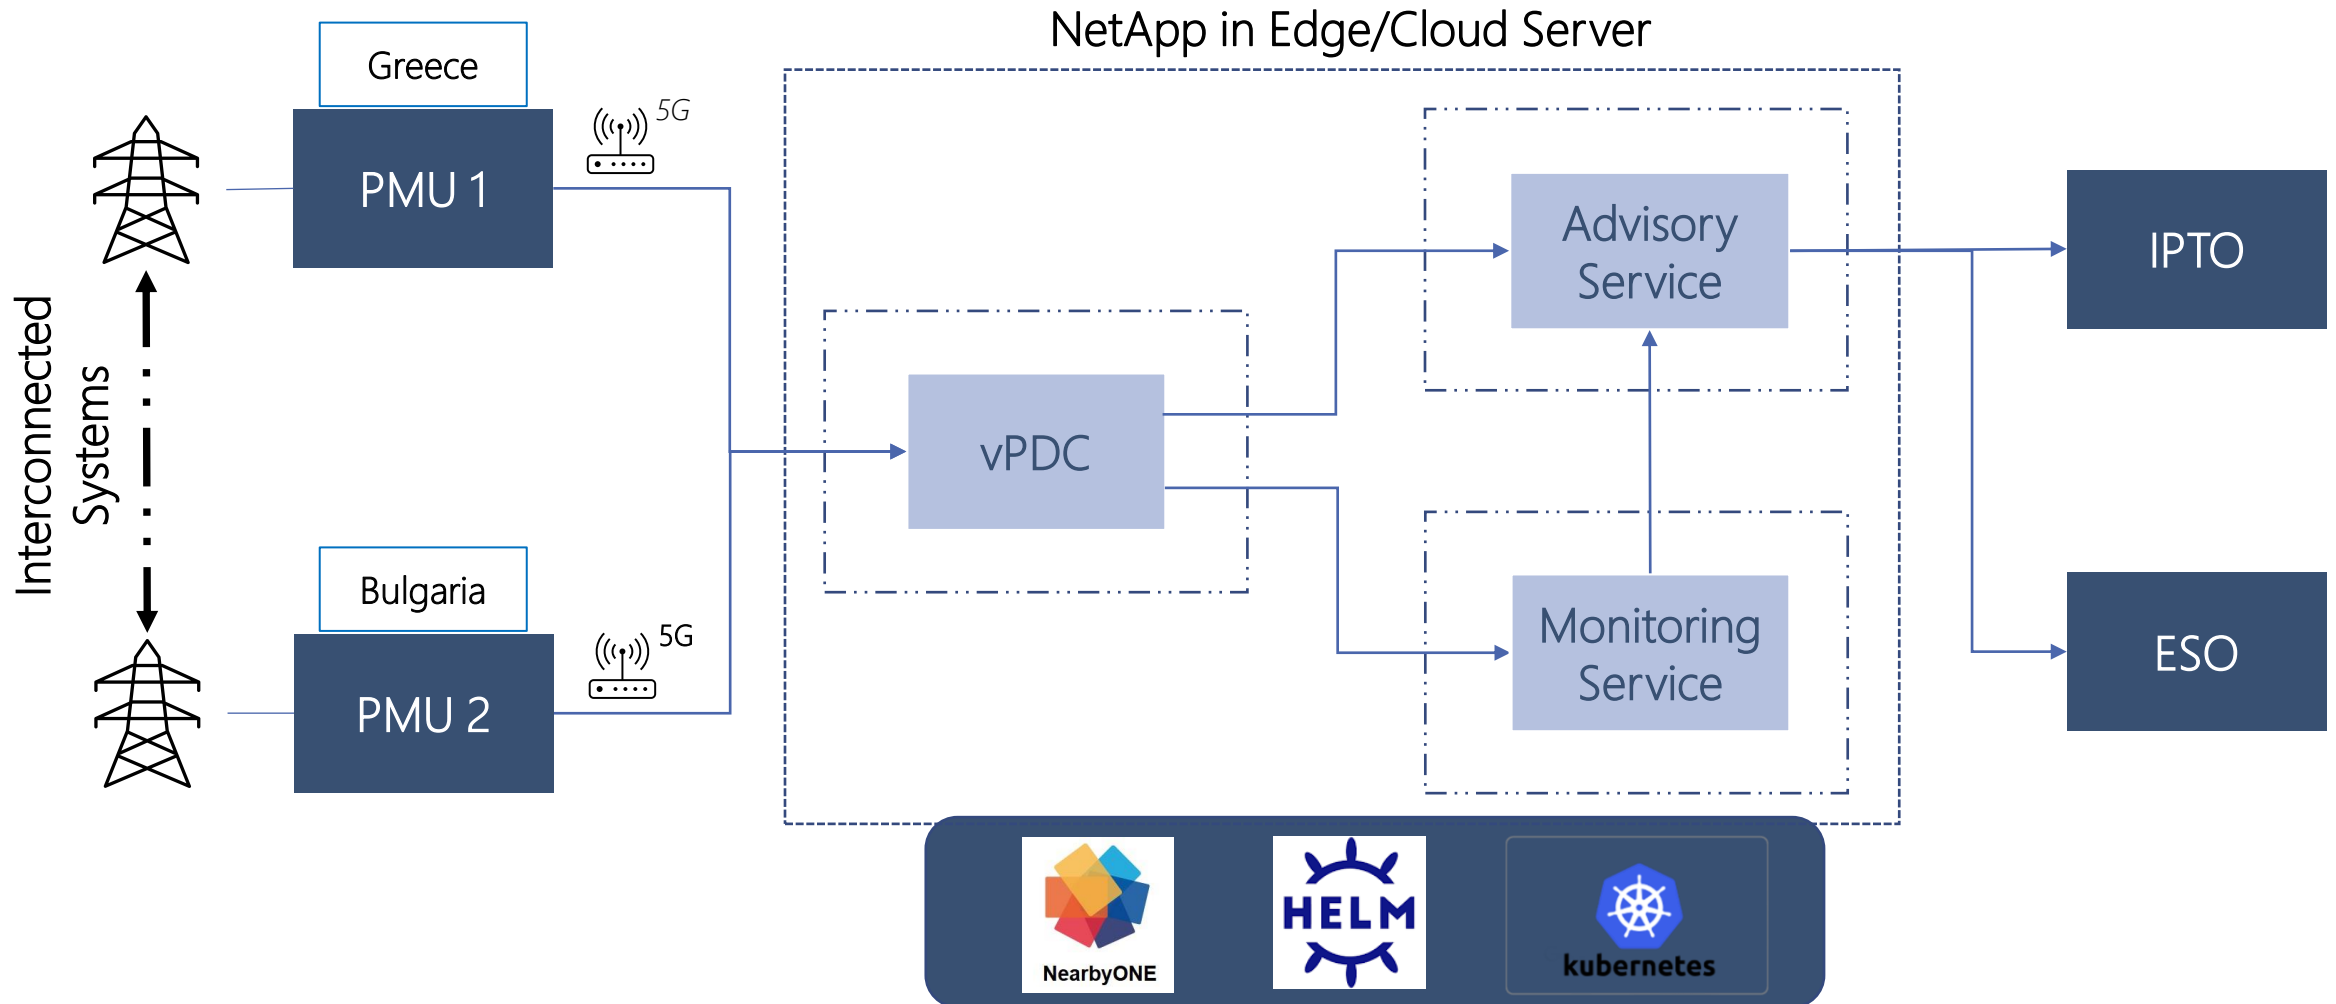 NetApp in Edge/Cloud Server
Greece
5G
PMU 1
Advisory
Service
IPTO
Interconnected
Systems
vPDC
Bulgaria
5G
PMU 2
Monitoring
Service
ESO
NearbyONE
HELM
kubernetes